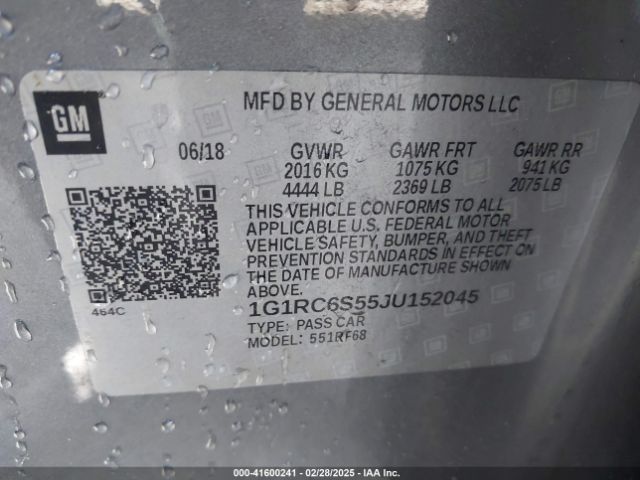 GM
MFD BY GENERAL MOTORS LLC
06/18 GVWR GAWR FRT GAWR RR
2016 KG 1075 KG 941 KG
4444 LB 2369 LB 2075 LB
THIS VEHICLE CONFORMS TO ALL
APPLICABLE U.S. FEDERAL MOTOR
VEHICLE SAFETY, BUMPER, AND THEFT
PREVENTION STANDARDS IN EFFECT ON
THE DATE OF MANUFACTURE SHOWN
ABOVE.
464C
1G1RC6S55JU152045
TYPE: PASS CAR
MODEL: 551RF68
000-41600241 - 02/28/2025 - IAA Inc.